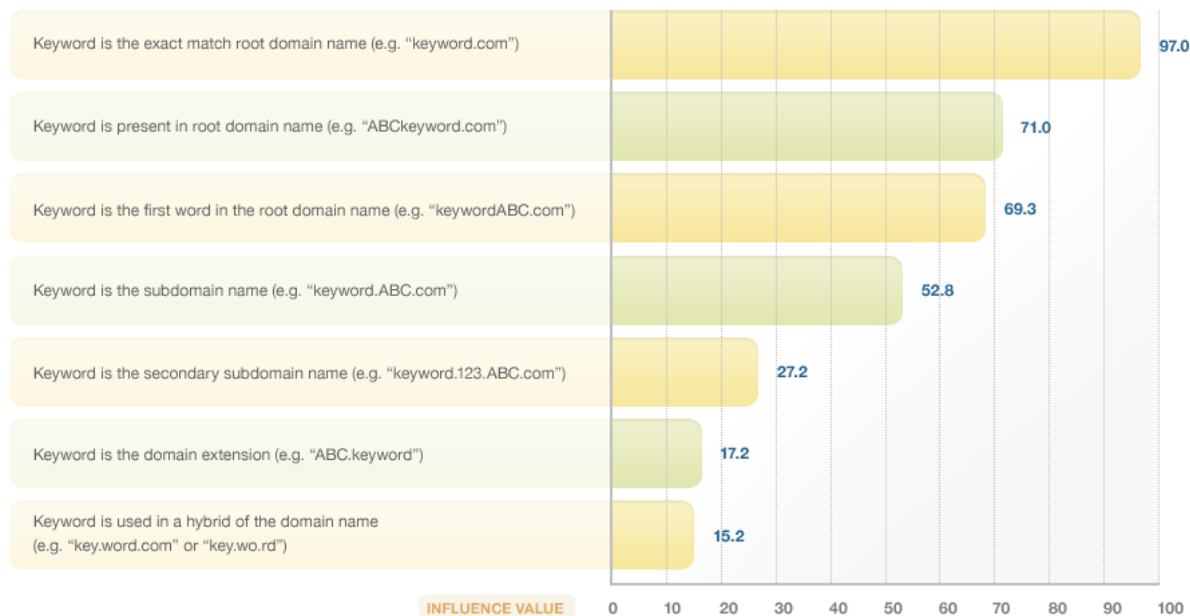 Keyword is the exact match root domain name (e.g. “keyword.com”)
97.0
Keyword is present in root domain name (e.g. “ABCkeyword.com”)
71.0
Keyword is the first word in the root domain name (e.g. “keywordABC.com”)
69.3
Keyword is the subdomain name (e.g. “keyword.ABC.com”)
52.8
Keyword is the secondary subdomain name (e.g. “keyword.123.ABC.com”)
27.2
Keyword is the domain extension (e.g. “ABC.keyword”)
17.2
Keyword is used in a hybrid of the domain name
(e.g. “key.word.com” or “key.wo.rd”)
15.2
INFLUENCE VALUE 0 10 20 30 40 50 60 70 80 90 100